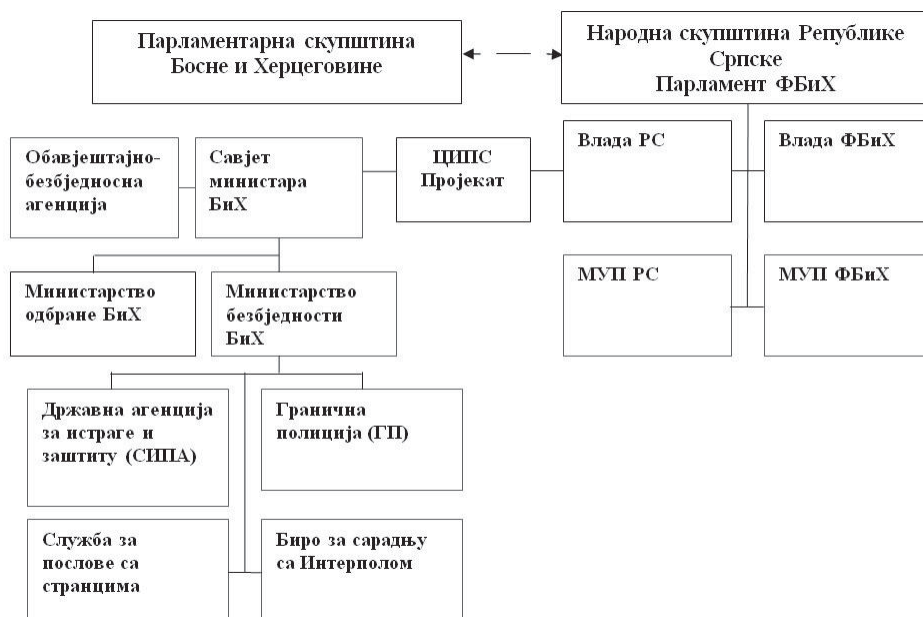 Парламентарна скупштина
Босне и Херцеговине
Народна скупштина Републике
Српске
Парламент ФБиХ
Обавјештајно-
безбједносна
агенција
Савјет
министара
БиХ
ЦИПС
Пројекат
Влада РС
Влада ФБиХ
Министарство
одбране БиХ
Министарство
безбједности
БиХ
МУП РС
МУП ФБиХ
Државна агенција
за истраге и
заштиту (СИПА)
Гранична
полиција (ГП)
Служба за
послове са
странцима
Биро за сарадњу
са Интерполом